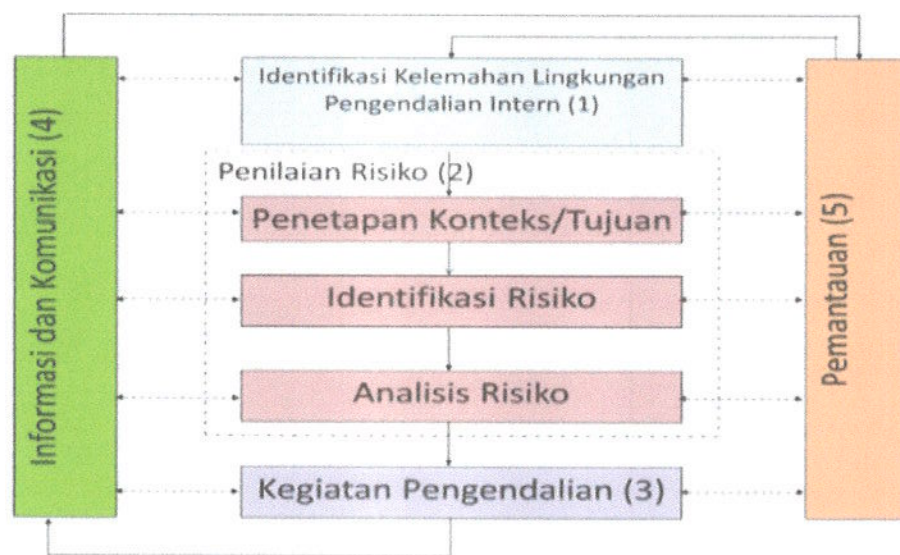 Identifikasi Kelemahan Lingkungan
Pengendalian Intern (1)
Penilaian Risiko (2)
Penetapan Konteks/Tujuan
Identifikasi Risiko
Analisis Risiko
Kegiatan Pengendalian (3)
Informasi dan Komunikasi (4)
Pemantauan (5)